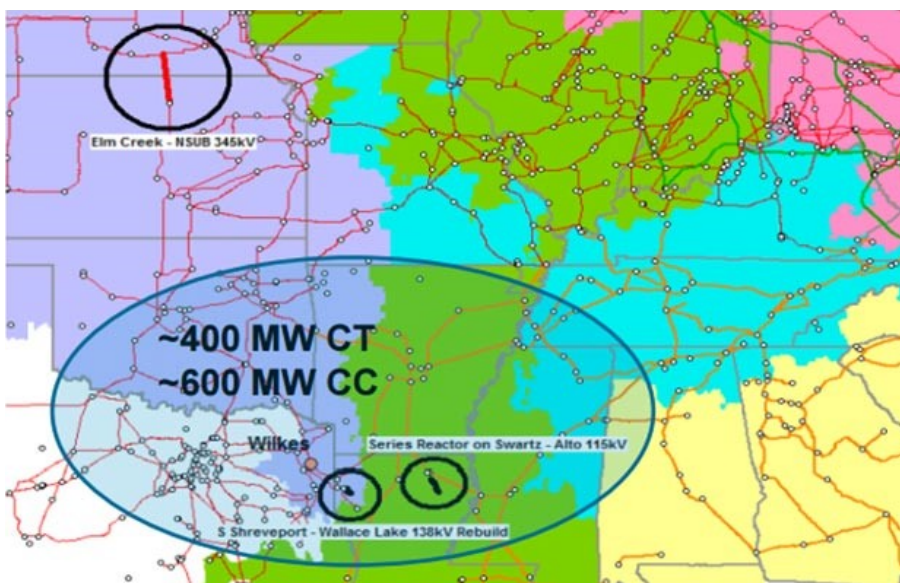 Elm Creek - NSUB 345kV
~400 MW CT
~600 MW CC
Wilkes
Series Reactor on Swartz - Alto 115kV
S Shreveport - Wallace Lake 138kV Rebuild